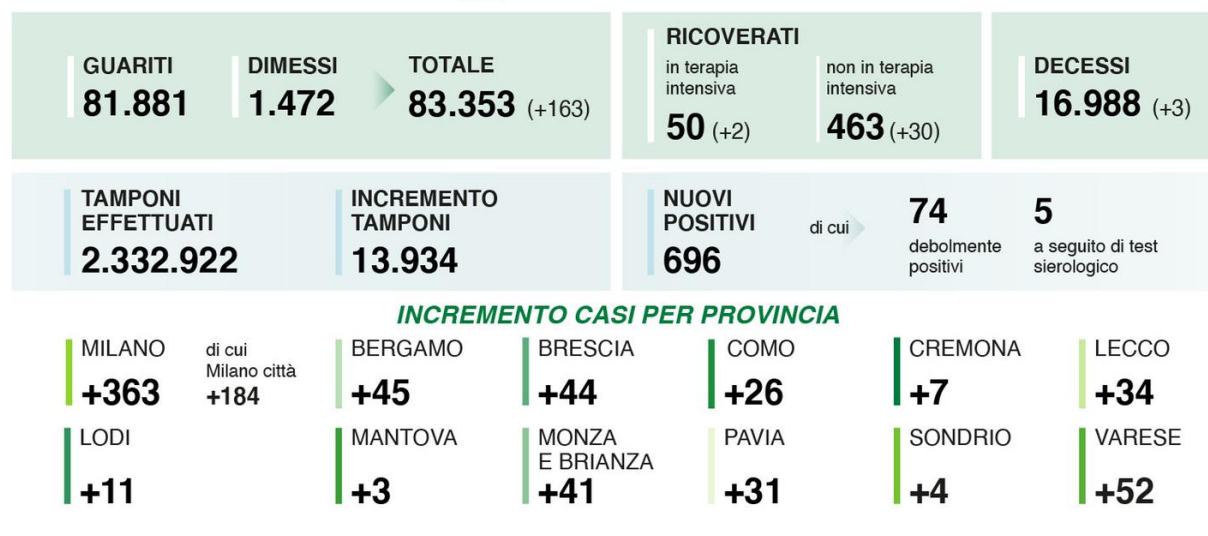 GUARITI
81.881
DIMESSI
1.472
TOTALE
83.353 (+163)
RICOVERATI
in terapia
intensiva
50 (+2)
non in terapia
intensiva
463 (+30)
DECESSI
16.988 (+3)
TAMPONI
EFFETTUATI
2.332.922
INCREMENTO
TAMPONI
13.934
NUOVI
POSITIVI
696
di cui
74
debolmente
positivi
5
a seguito di test
sierologico
INCREMENTO CASI PER PROVINCIA
MILANO
+363
di cui
Milano città
+184
BERGAMO
+45
BRESCIA
+44
COMO
+26
CREMONA
+7
LECCO
+34
LODI
+11
MANTOVA
+3
MONZA
E BRIANZA
+41
PAVIA
+31
SONDRIO
+4
VARESE
+52